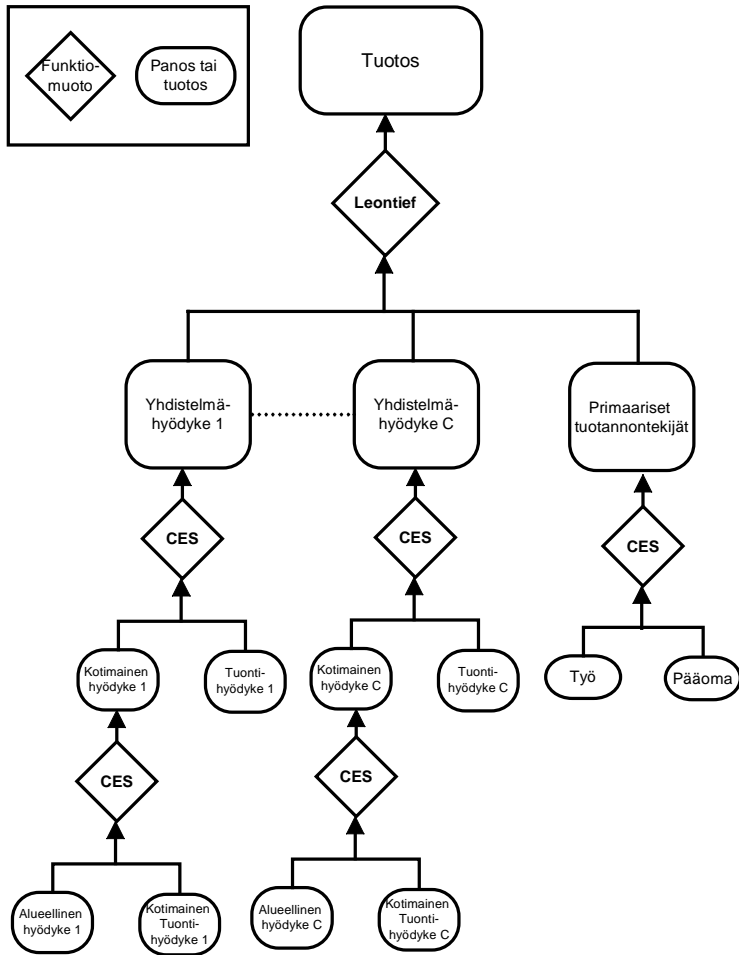 Funktio-
muoto
Panos tai
tuotos
Tuotos
Leontief
Yhdistelmä-
hyödyke 1
Yhdistelmä-
hyödyke C
Primaariset
tuotannontekijät
CES
CES
CES
Kotimainen
hyödyke 1
Tuonti-
hyödyke 1
Kotimainen
hyödyke C
Tuonti-
hyödyke C
Työ
Pääoma
CES
CES
Alueellinen
hyödyke 1
Kotimainen
Tuonti-
hyödyke 1
Alueellinen
hyödyke C
Kotimainen
Tuonti-
hyödyke C